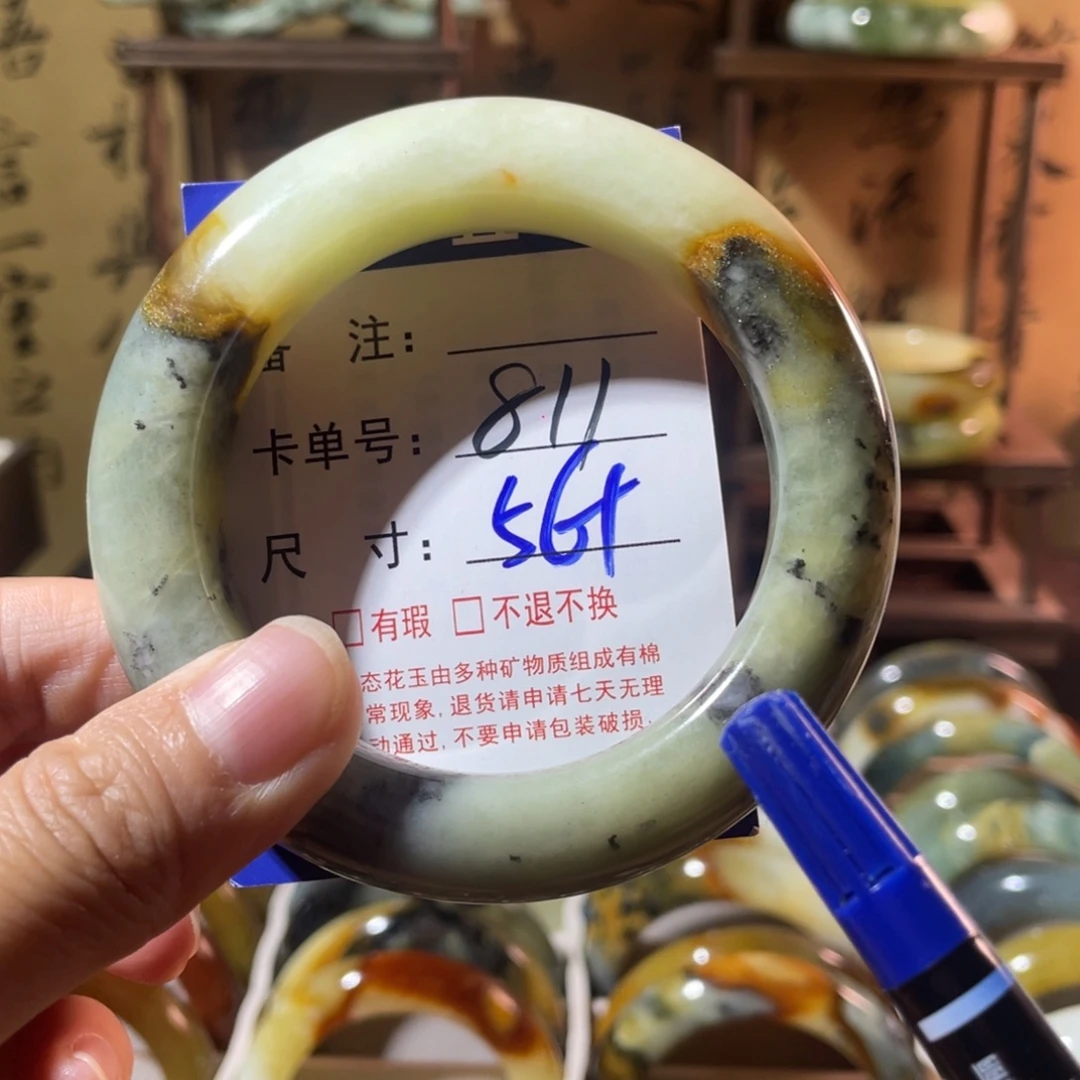 注：
卡单号： 811
尺 寸： 56+
□有瑕 □不退不换
态花玉由多种矿物质组成有棉
常现象，退货请申请七天无理
动通过，不要申请包装破损.